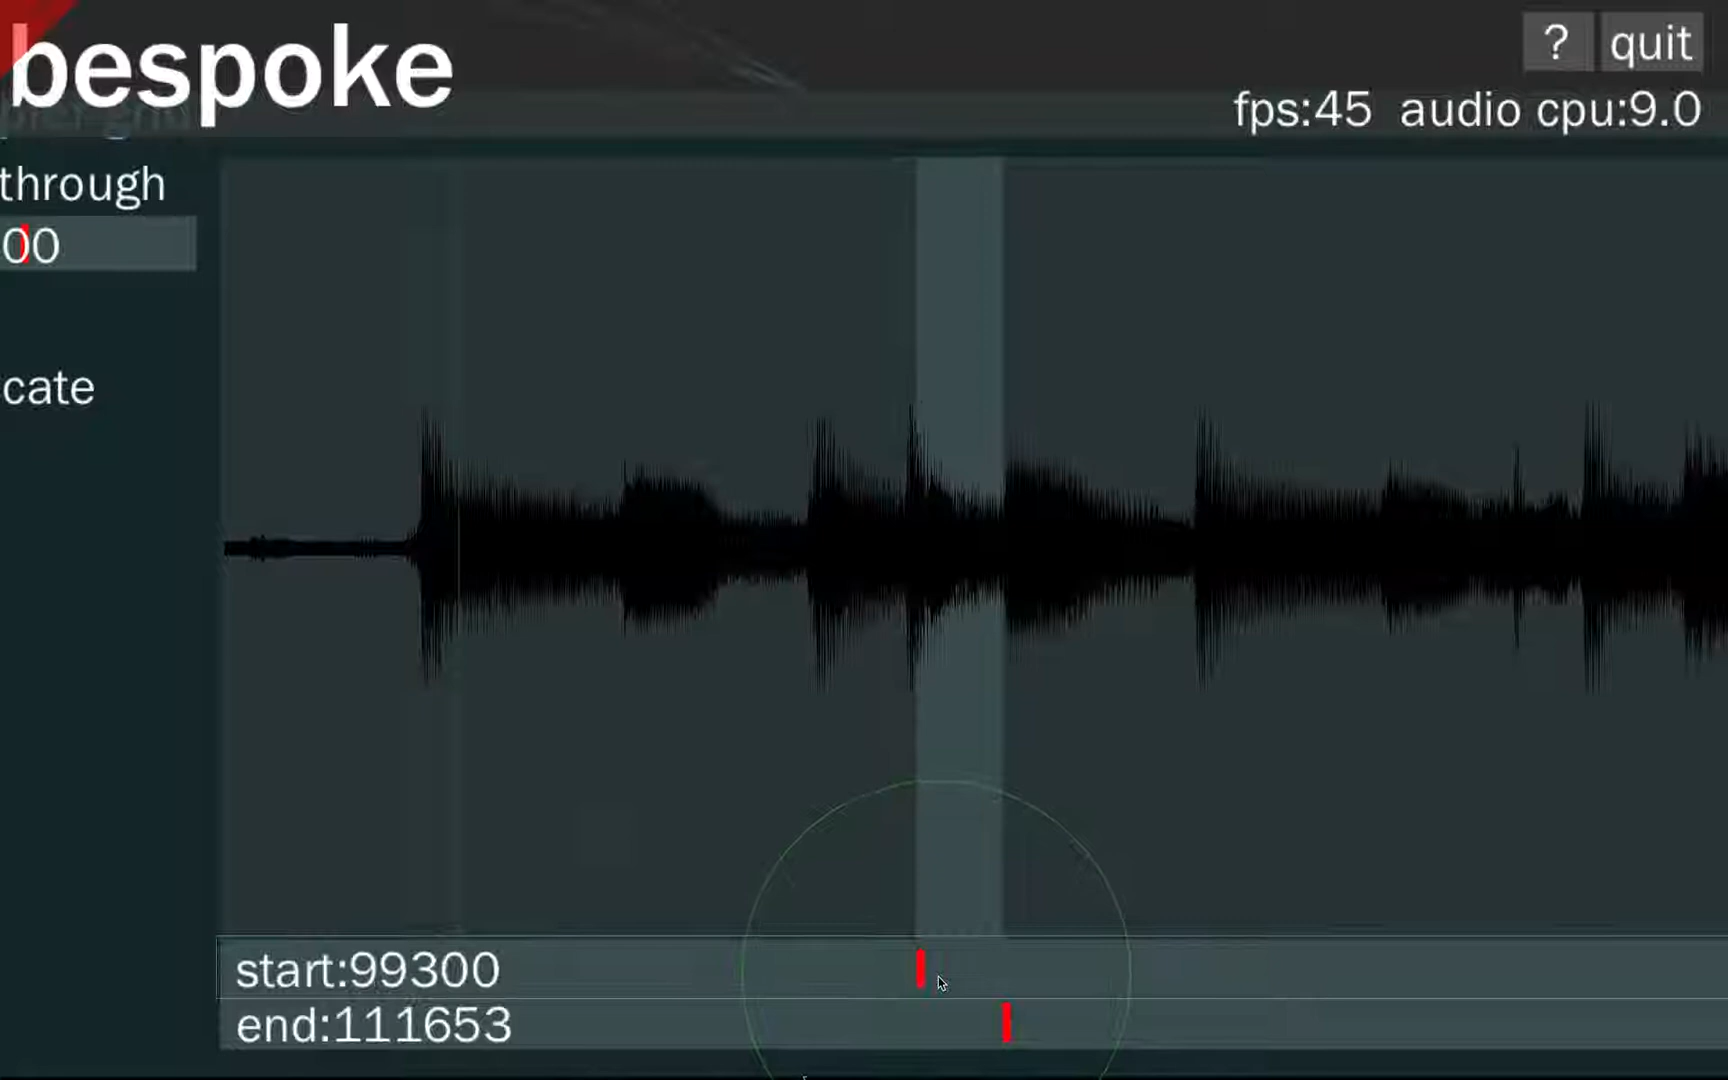 bespoke
? quit
fps:45 audio cpu:9.0
through
00
cate
start:99300
end:111653